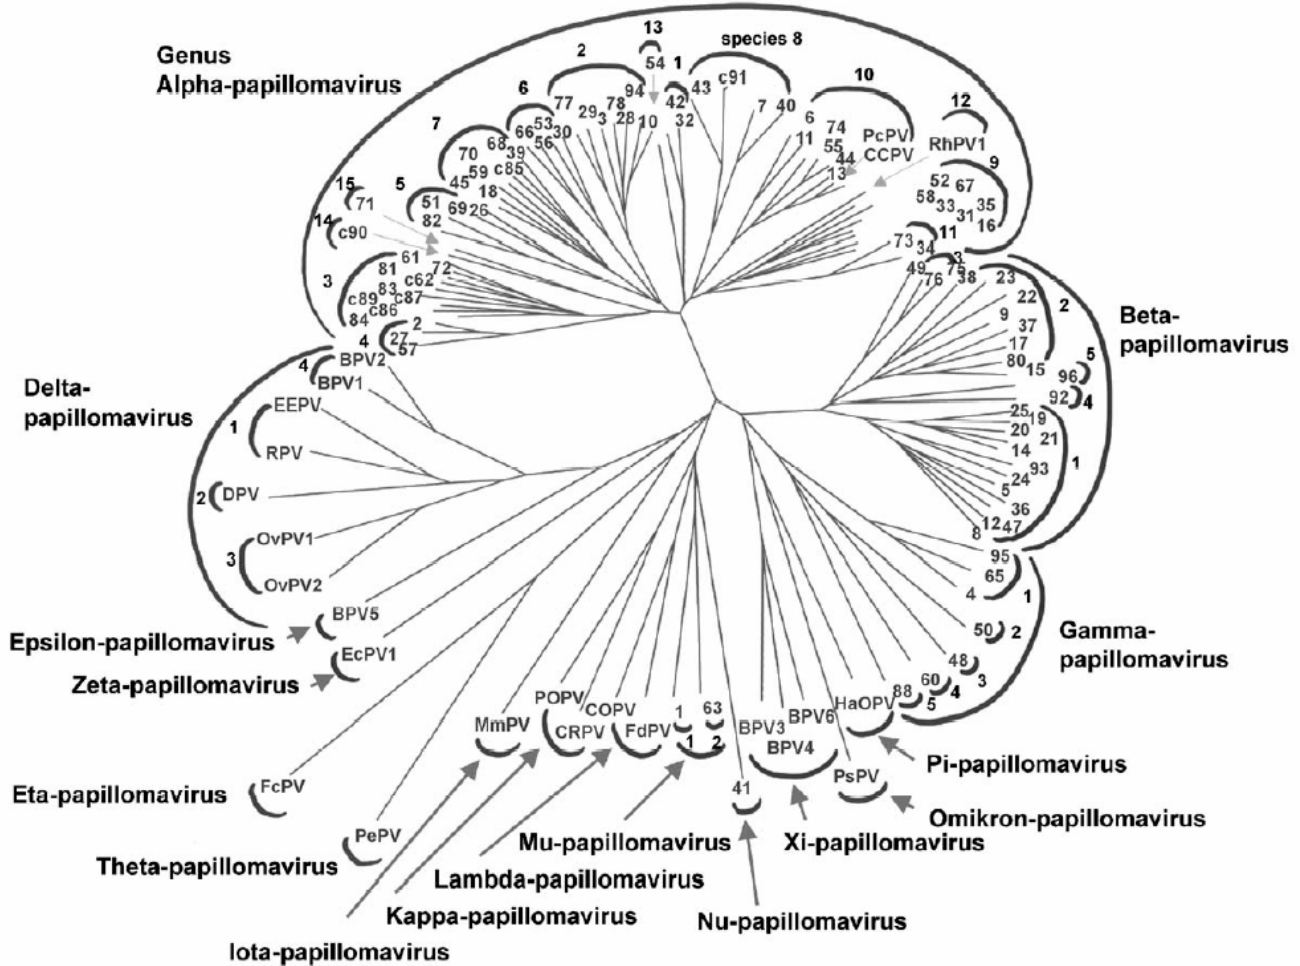 Genus
Alpha-papillomavirus
13
2
54
1
species 8
43
c91
10
6
77
94
78
29
3
28
10
42
32
7
40
6
11
74
55
44
13
PcPV
CCPV
12
RhPV1
9
52
67
58
33
31
35
16
7
70
68
66
53
30
56
39
59
c85
45
18
15
71
5
51
82
69
26
14
c90
73
34
11
3
61
81
72
c62
83
c89
c87
c86
84
4
2
27
57
3
49
75
76
38
23
22
9
37
17
80
15
2
5
96
92
4
25
19
20
21
14
93
24
5
36
12
47
8
1
Beta-
papillomavirus
Delta-
papillomavirus
4
BPV2
BPV1
1
EEPV
RPV
2
DPV
3
OvPV1
OvPV2
95
65
4
1
50
2
48
3
60
4
88
5
Gamma-
papillomavirus
BPV5
Epsilon-papillomavirus
EcPV1
Zeta-papillomavirus
FcPV
Eta-papillomavirus
PePV
Theta-papillomavirus
MmPV
POPV
CRPV
COPV
FdPV
1
63
1
2
41
BPV3
BPV4
BPV6
HaOPV
PsPV
Pi-papillomavirus
Omikron-papillomavirus
Mu-papillomavirus
Xi-papillomavirus
Lambda-papillomavirus
Kappa-papillomavirus
Nu-papillomavirus
Iota-papillomavirus